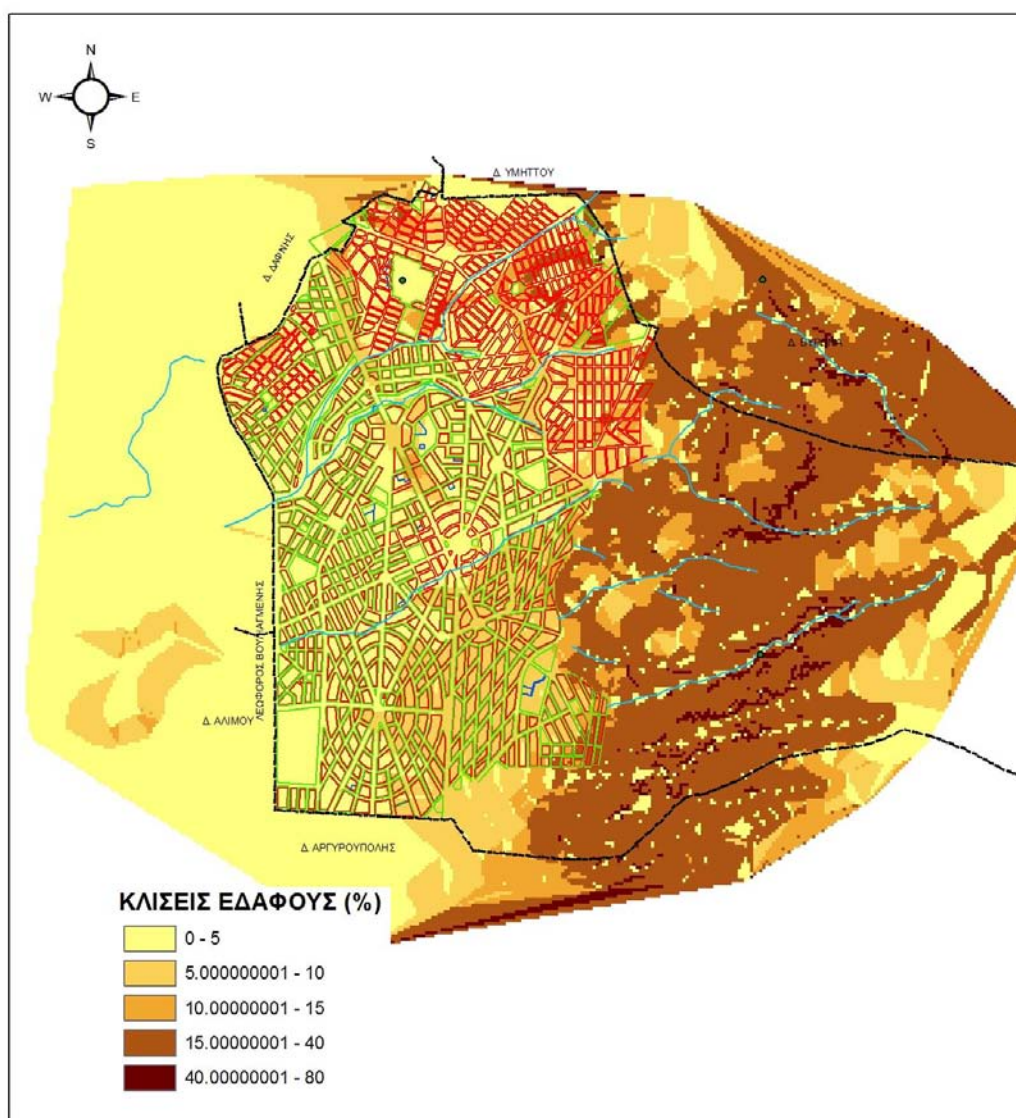 N
W E
S
Δ. ΥΜΗΤΤΟΥ
Δ. ΔΑΦΝΗΣ
Δ. ΒΥΡΩΝΑ
ΛΕΩΦΟΡΟΣ ΒΟΥΛΙΑΓΜΕΝΗΣ
Δ. ΑΛΙΜΟΥ
Δ. ΑΡΓΥΡΟΥΠΟΛΗΣ
ΚΛΙΣΕΙΣ ΕΔΑΦΟΥΣ (%)
0 - 5
5.000000001 - 10
10.00000001 - 15
15.00000001 - 40
40.00000001 - 80